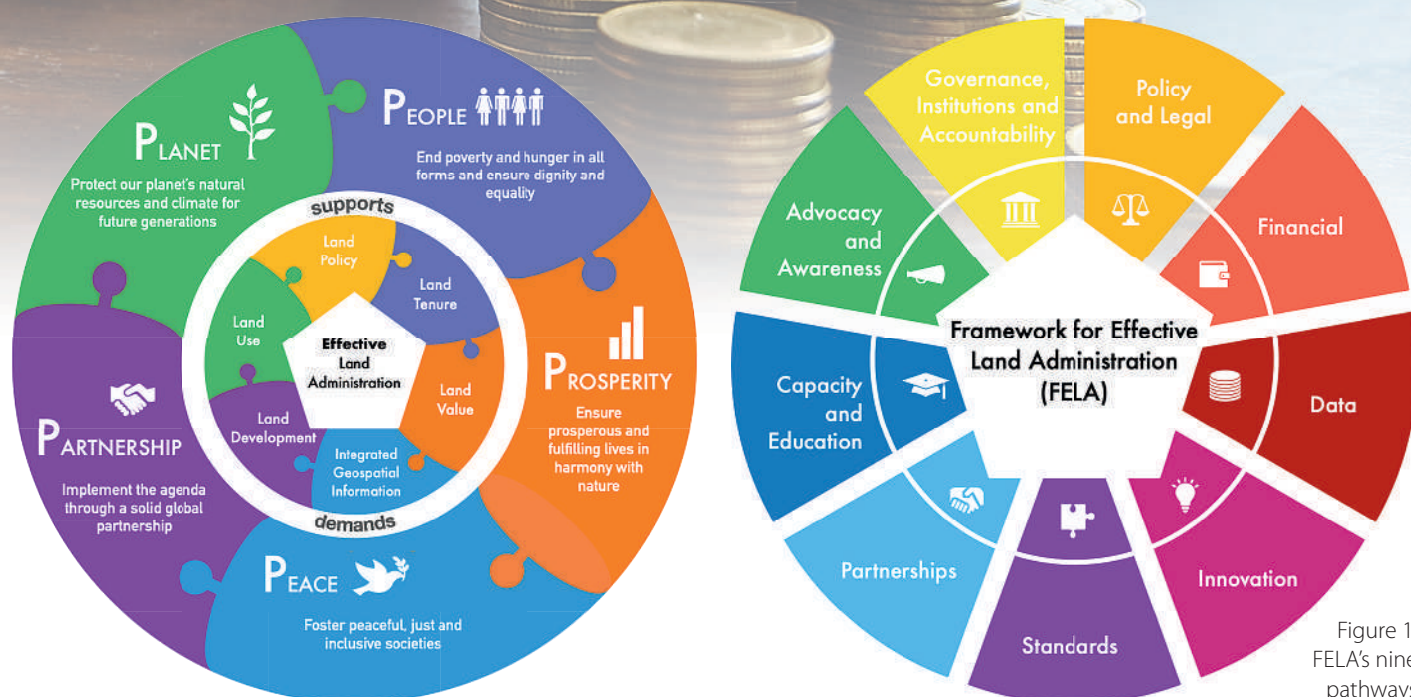 PLANET
Protect our planet's natural
resources and climate for
future generations
PEOPLE
End poverty and hunger in all
forms and ensure dignity and
equality
PROSPERITY
Ensure
prosperous and
fulfilling lives in
harmony with
nature
PEACE
Foster peaceful, just and
inclusive societies
PARTNERSHIP
Implement the agenda
through a solid global
partnership
supports
Land
Policy
Land
Tenure
Land
Value
Integrated
Geospatial
Information
Land
Development
Land
Use
Effective
Land
Administration
demands
Governance,
Institutions and
Accountability
Policy
and Legal
Financial
Data
Innovation
Standards
Partnerships
Capacity
and
Education
Advocacy
and
Awareness
Framework for Effective
Land Administration
(FELA)
Figure 1
FELA's nine
pathways